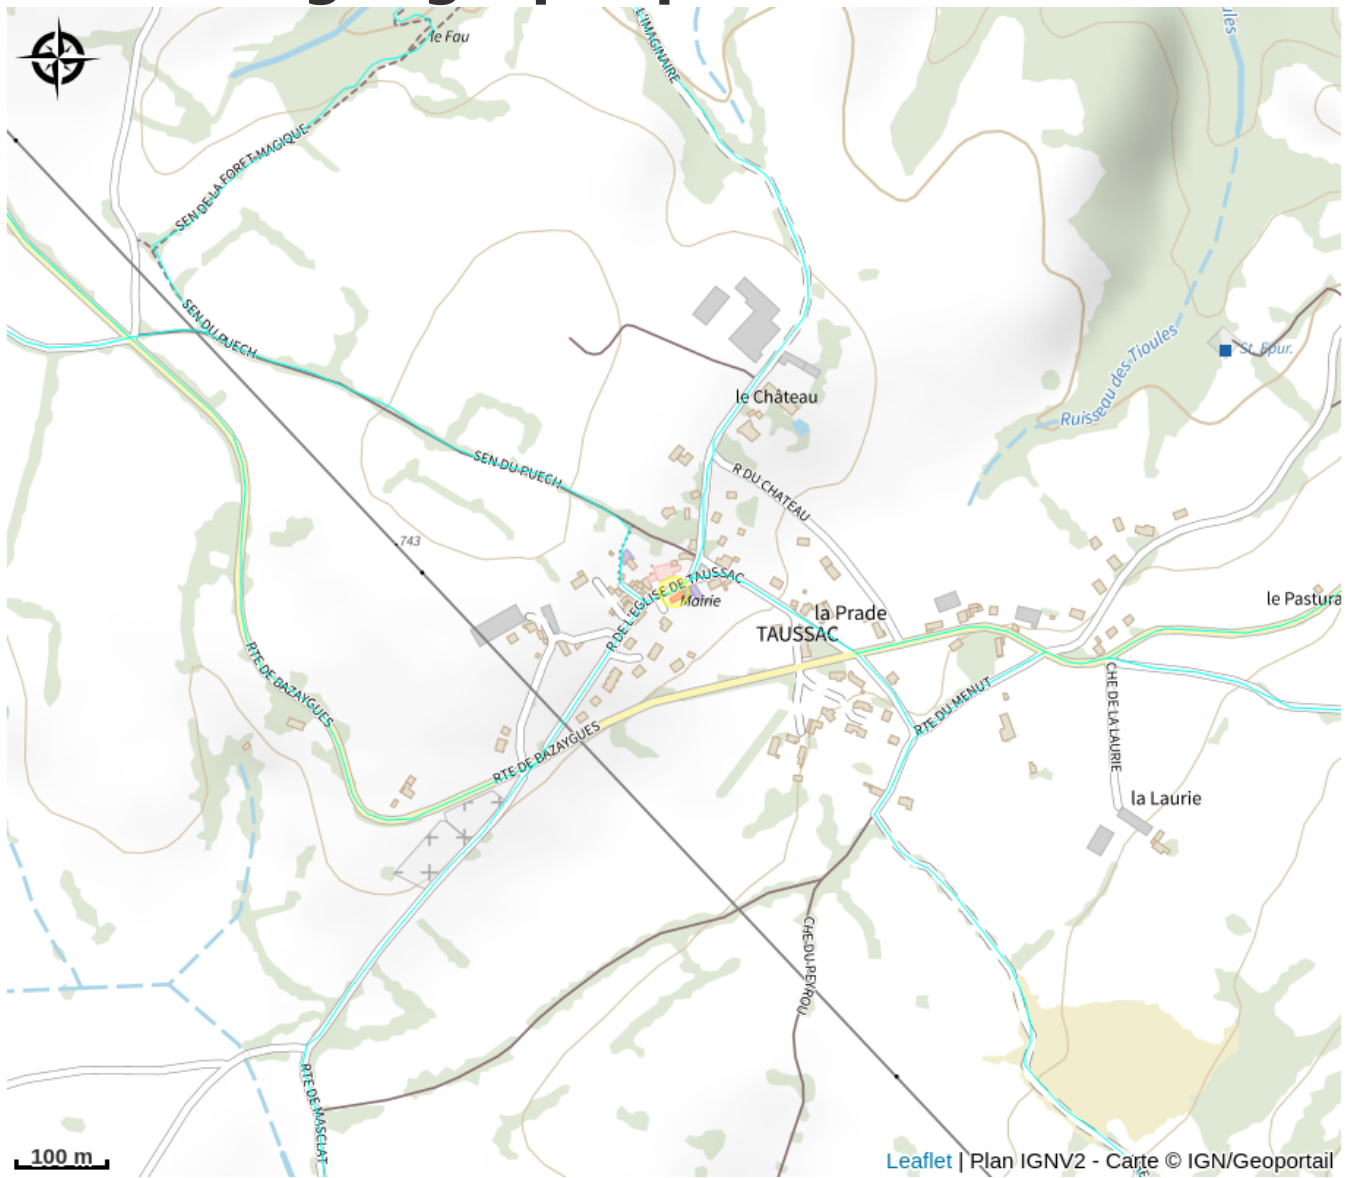 le Fau
L'IMAGINAIRE
SEN DE LA FORET MAGIQUE
SEN DU PUECH
Ruisseau des Tioules
St. Epur.
le Château
SEN DU PUECH
R DU CHATEAU
743
R DE L'EGLISE DE TAUSSAC
Mairie
la Prade
TAUSSAC
le Pastura
RTE DE BAZAYGUES
RTE DE BAZAYGUES
RTE DU MENUT
CHE DE LA LAURIE
la Laurie
CHE DU PEYROU
RTE DE MASCLAT
100 m
Leaflet | Plan IGNV2 - Carte © IGN/Geoportail